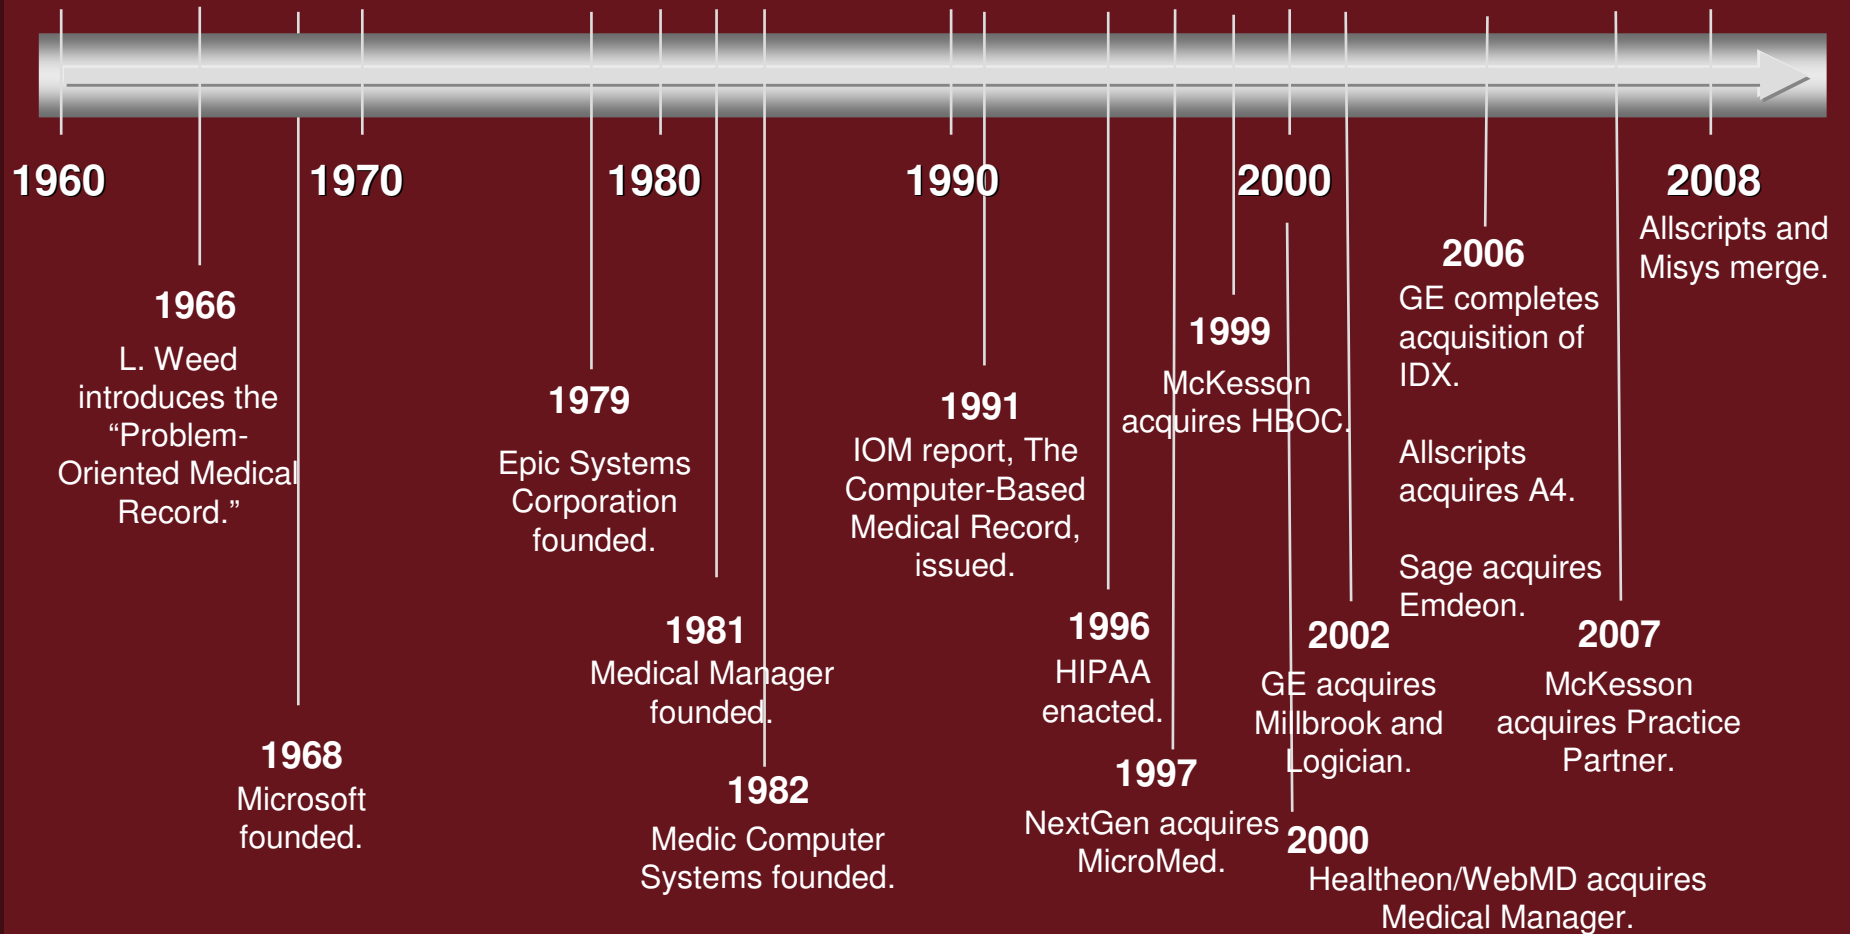 1960
1970
1980
1990
2000
2008
Allscripts and
Misys merge.
1966
L. Weed
introduces the
“Problem-
Oriented Medical
Record.”
1968
Microsoft
founded.
1979
Epic Systems
Corporation
founded.
1981
Medical Manager
founded.
1982
Medic Computer
Systems founded.
1991
IOM report, The
Computer-Based
Medical Record,
issued.
1996
HIPAA
enacted.
1997
NextGen acquires
MicroMed.
1999
McKesson
acquires HBOC.
2000
Healtheon/WebMD acquires
Medical Manager.
2002
GE acquires
Millbrook and
Logician.
2006
GE completes
acquisition of
IDX.
Allscripts
acquires A4.
Sage acquires
Emdeon.
2007
McKesson
acquires Practice
Partner.